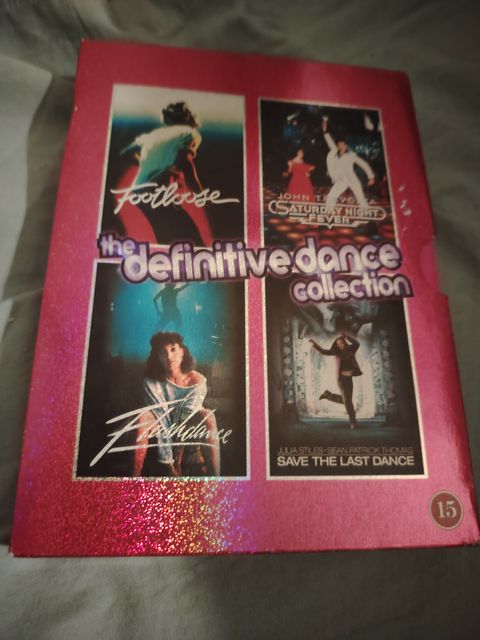 Footloose
JOHN TRAVOLTA
SATURDAY NIGHT
FEVER
the
definitive dance
collection
Flashdance
JULIA STILES • SEAN PATRICK THOMAS
SAVE THE LAST DANCE
15